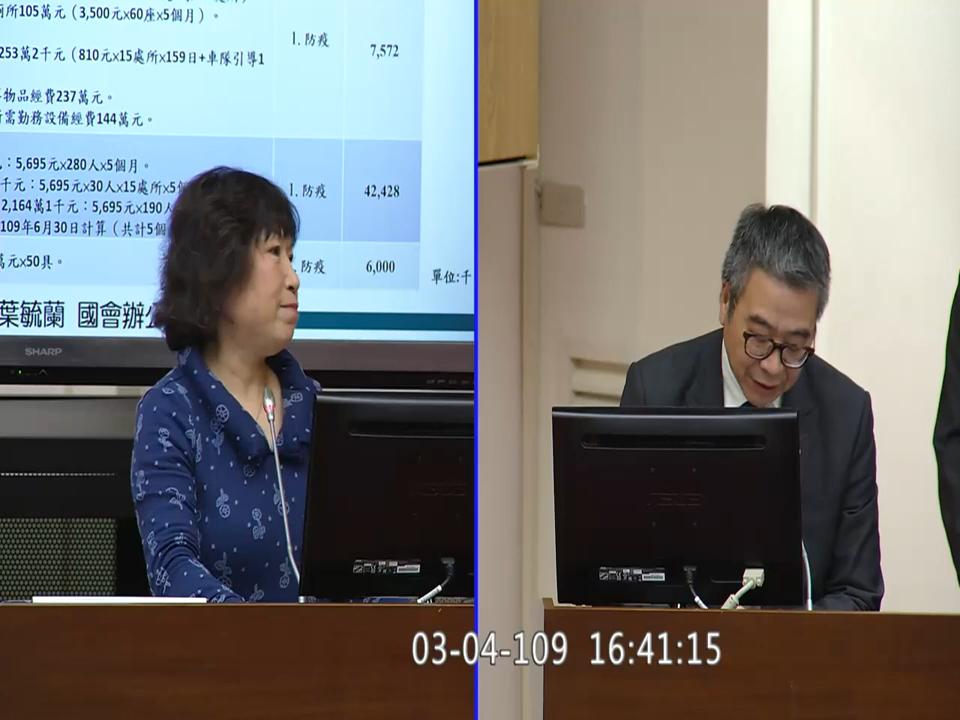 所105萬元（3,500元x60座x5個月）。
1. 防疫
7,572
253萬2千元（810元x15處所x159日+車隊引導1
物品經費237萬元。
需勤務設備經費144萬元。
：5,695元x280人x5個月。
千元：5,695元x30人x15處所x5個
1. 防疫
42,428
2,164萬1千元：5,695元x190人
109年6月30日計算（共計5個
萬元x50具。
. 防疫
6,000
單位:千
葉毓蘭 國會辦公
SHARP
03-04-109 16:41:15